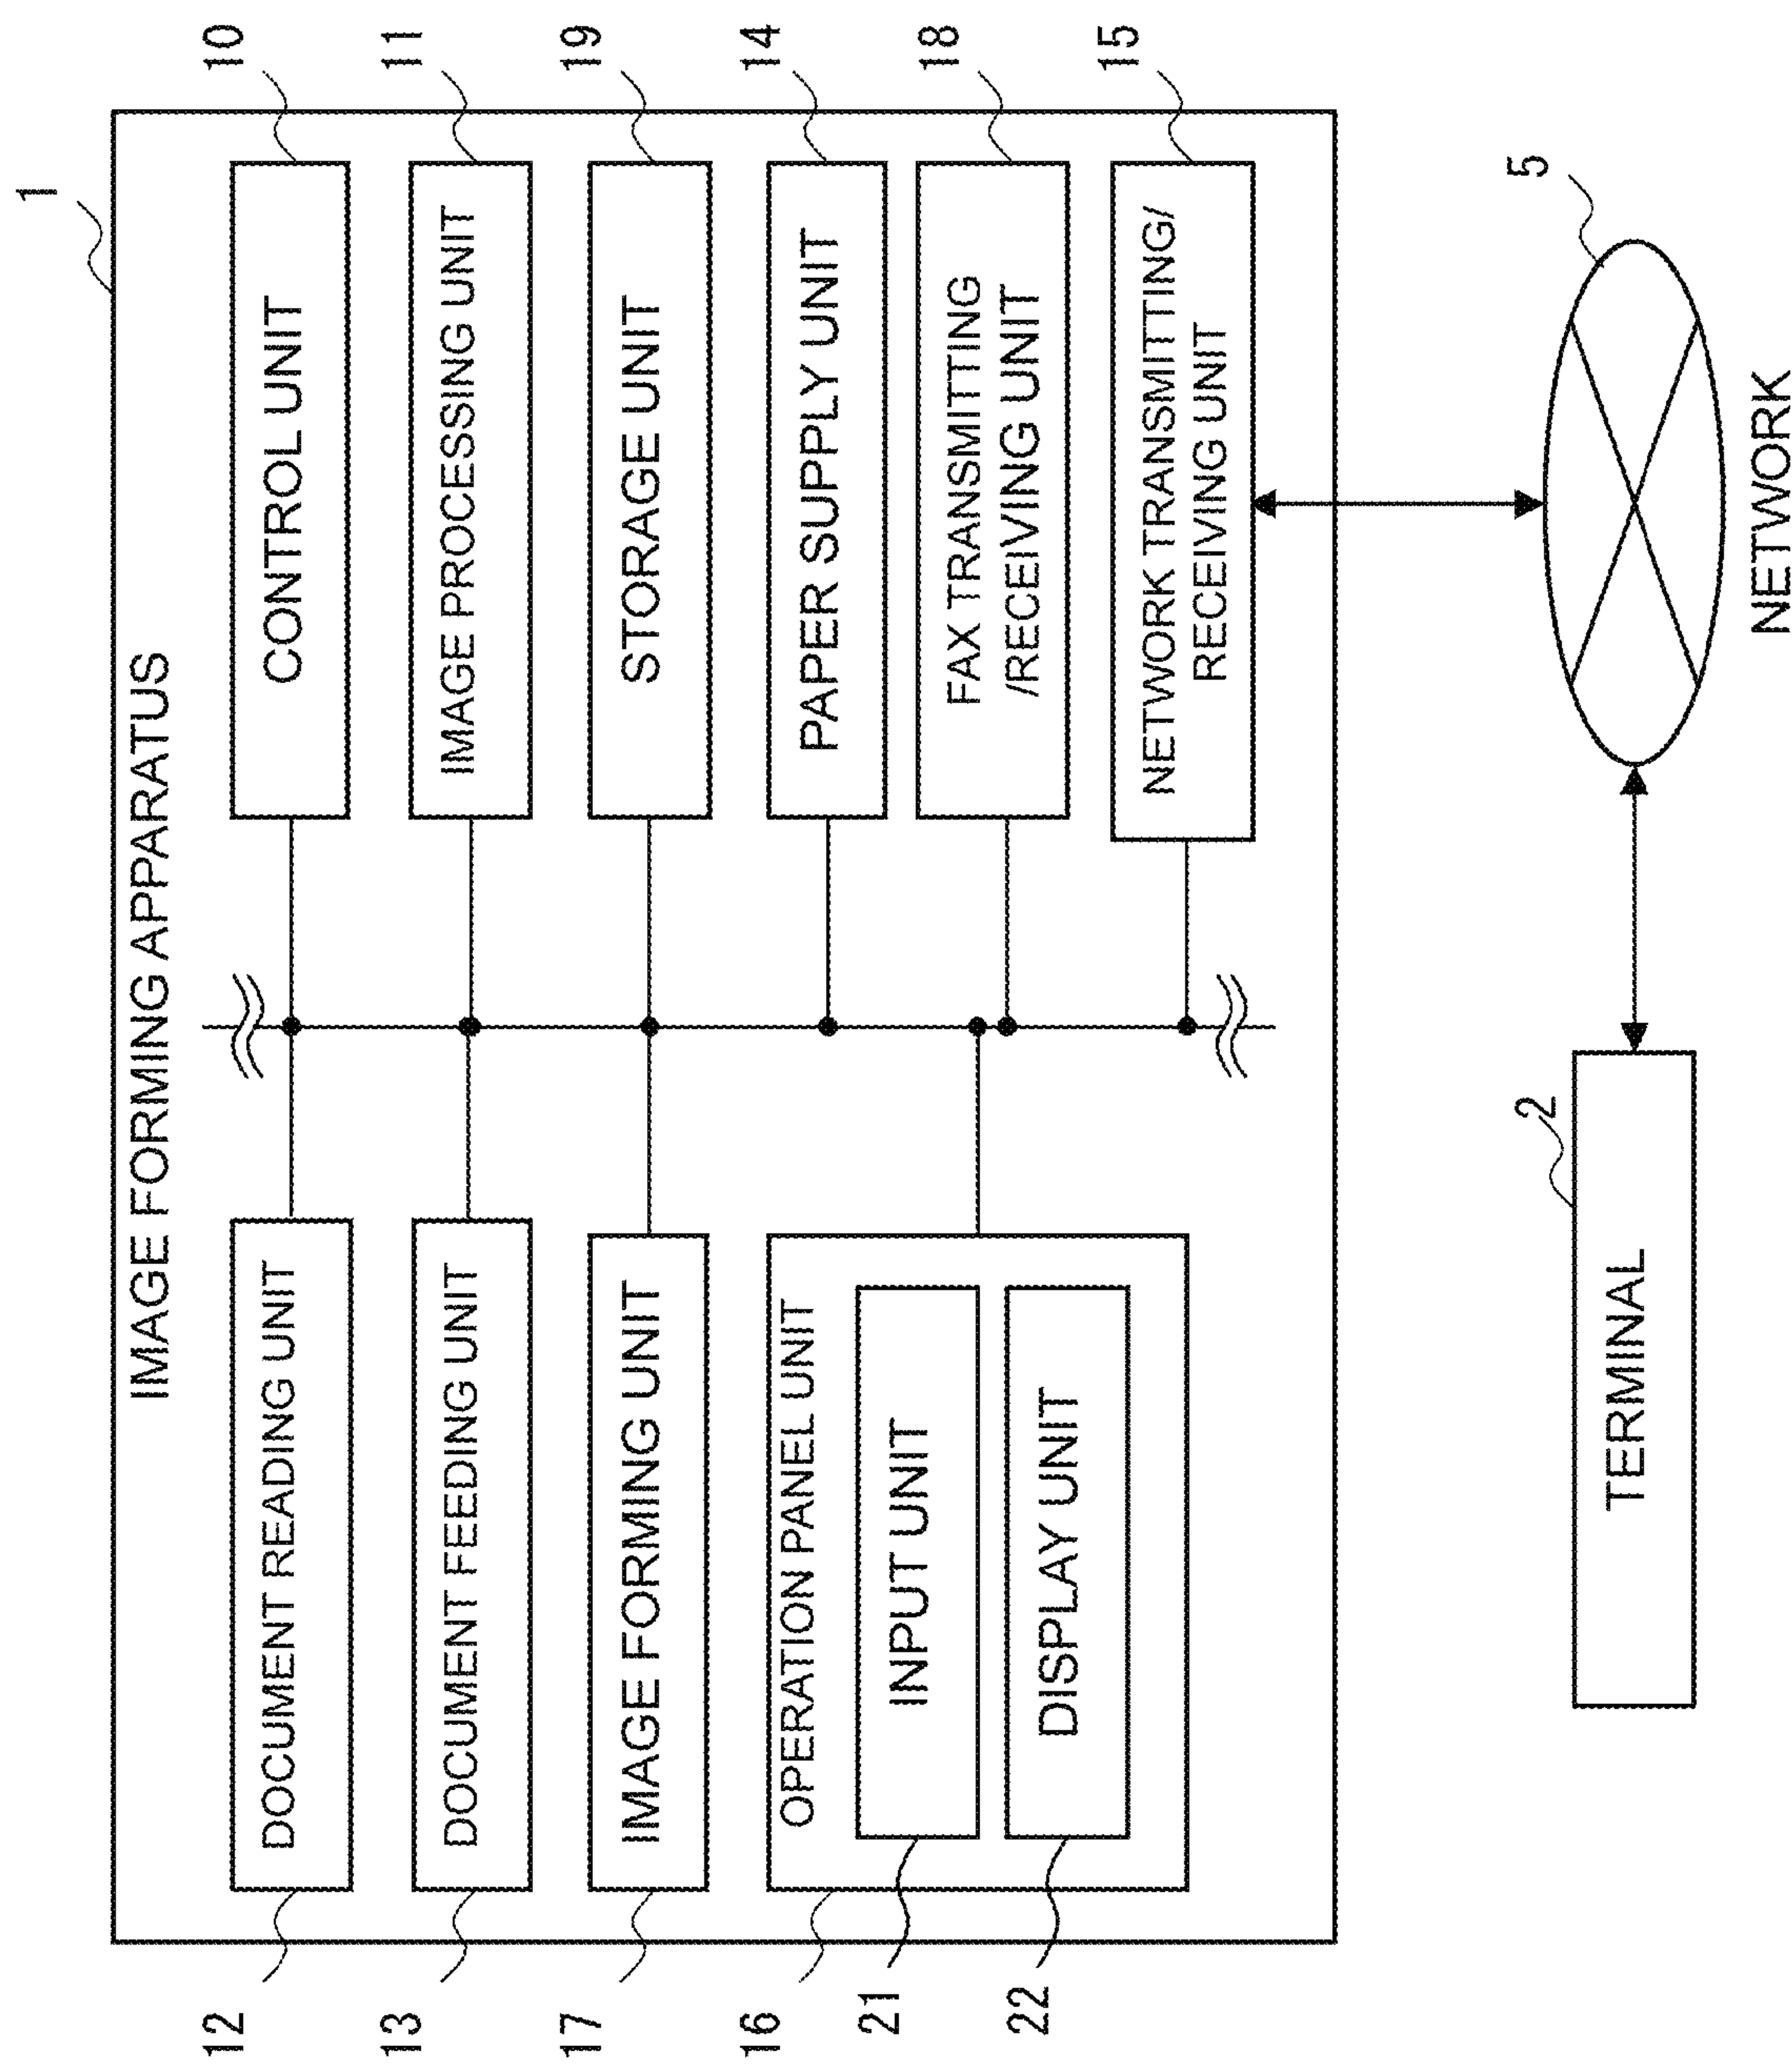 1
IMAGE FORMING APPARATUS
12
DOCUMENT READING UNIT
CONTROL UNIT
10
13
DOCUMENT FEEDING UNIT
IMAGE PROCESSING UNIT
11
17
IMAGE FORMING UNIT
STORAGE UNIT
19
16
OPERATION PANEL UNIT
PAPER SUPPLY UNIT
14
21
INPUT UNIT
FAX TRANSMITTING
/RECEIVING UNIT
18
22
DISPLAY UNIT
NETWORK TRANSMITTING/
RECEIVING UNIT
15
2
TERMINAL
5
NETWORK